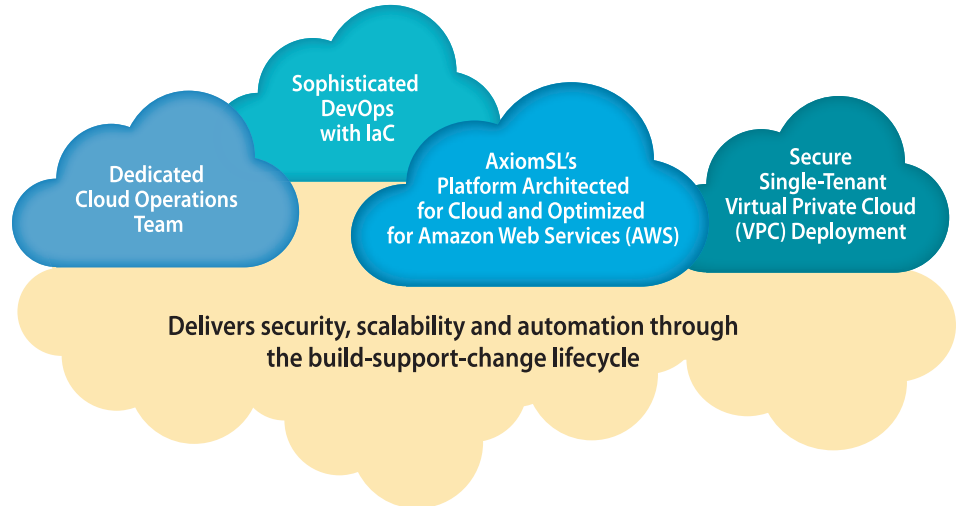 Sophisticated
DevOps
with IaC
Dedicated
Cloud Operations
Team
AxiomSL's
Platform Architected
for Cloud and Optimized
for Amazon Web Services (AWS)
Secure
Single-Tenant
Virtual Private Cloud
(VPC) Deployment
Delivers security, scalability and automation through
the build-support-change lifecycle